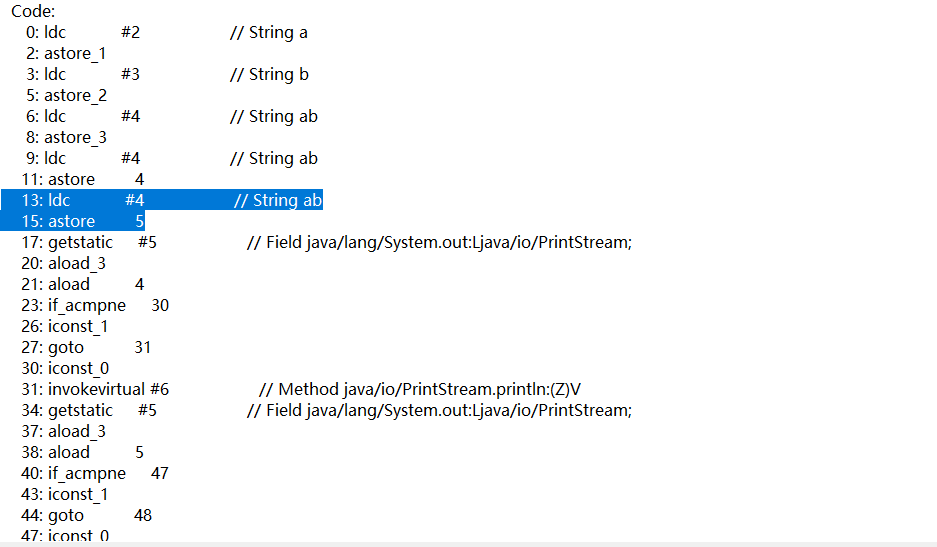 Code:
0: ldc #2 // String a
2: astore_1
3: ldc #3 // String b
5: astore_2
6: ldc #4 // String ab
8: astore_3
9: ldc #4 // String ab
11: astore 4
13: ldc #4 // String ab
15: astore 5
17: getstatic #5 // Field java/lang/System.out:Ljava/io/PrintStream;
20: aload_3
21: aload 4
23: if_acmpne 30
26: iconst_1
27: goto 31
30: iconst_0
31: invokevirtual #6 // Method java/io/PrintStream.println:(Z)V
34: getstatic #5 // Field java/lang/System.out:Ljava/io/PrintStream;
37: aload_3
38: aload 5
40: if_acmpne 47
43: iconst_1
44: goto 48
47: iconst_0